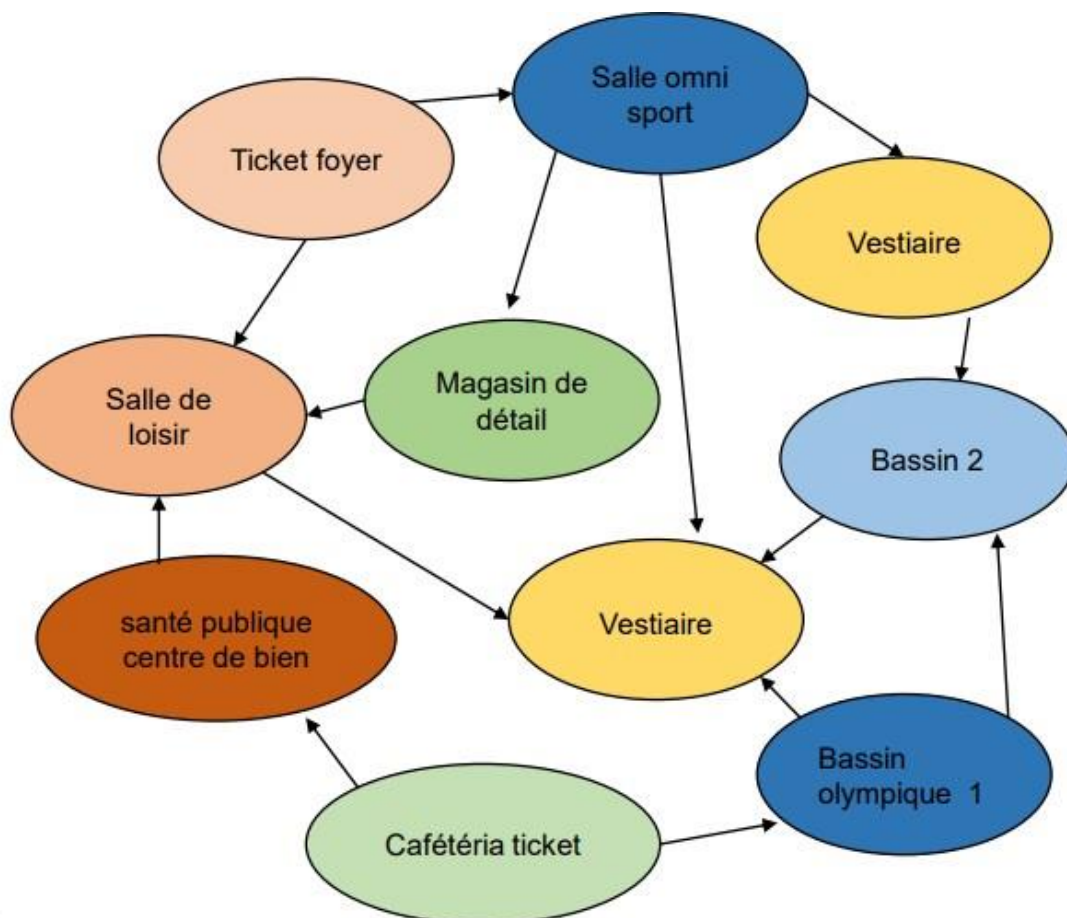 Salle omni
sport
Ticket foyer
Vestiaire
Magasin de
détail
Salle de
loisir
Bassin 2
santé publique
centre de bien
Vestiaire
Bassin
olympique 1
Cafétéria ticket